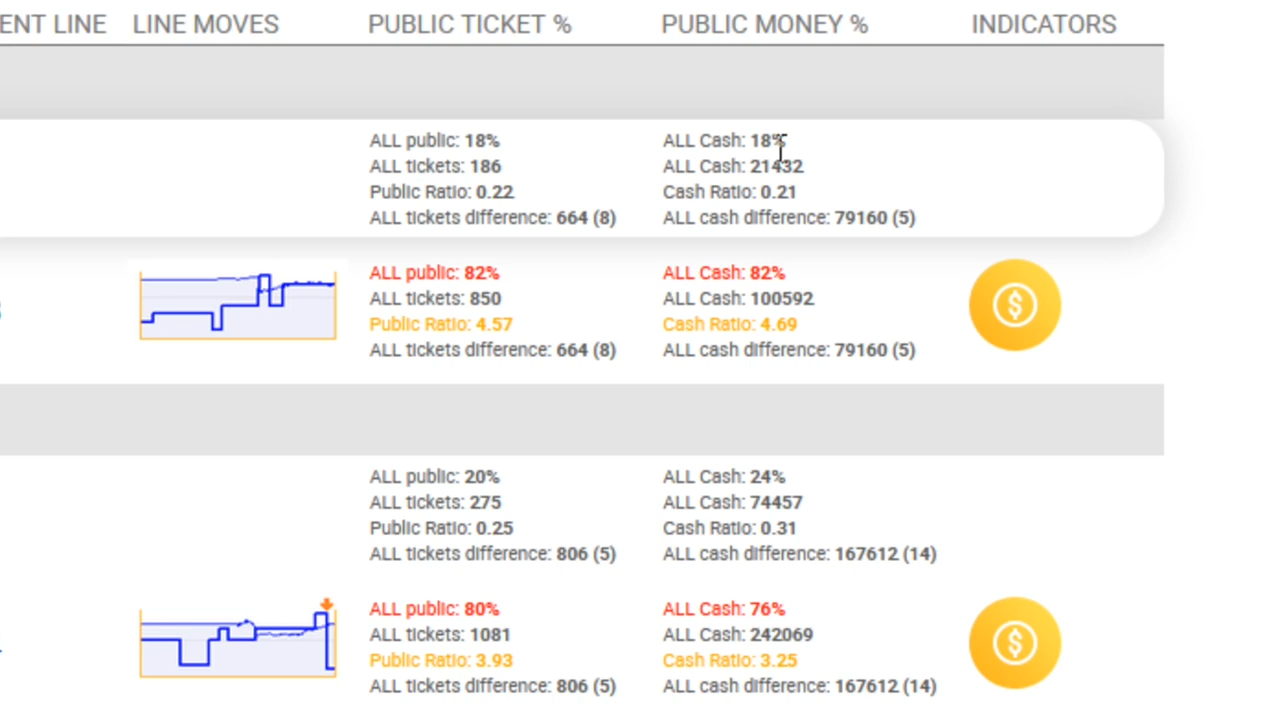 ENT LINE LINE MOVES PUBLIC TICKET % PUBLIC MONEY % INDICATORS
ALL public: 18% ALL Cash: 18%
ALL tickets: 186 ALL Cash: 21432
Public Ratio: 0.22 Cash Ratio: 0.21
ALL tickets difference: 664 (8) ALL cash difference: 79160 (5)
ALL public: 82% ALL Cash: 82%
ALL tickets: 850 ALL Cash: 100592
Public Ratio: 4.57 Cash Ratio: 4.69
ALL tickets difference: 664 (8) ALL cash difference: 79160 (5)
ALL public: 20% ALL Cash: 24%
ALL tickets: 275 ALL Cash: 74457
Public Ratio: 0.25 Cash Ratio: 0.31
ALL tickets difference: 806 (5) ALL cash difference: 167612 (14)
ALL public: 80% ALL Cash: 76%
ALL tickets: 1081 ALL Cash: 242069
Public Ratio: 3.93 Cash Ratio: 3.25
ALL tickets difference: 806 (5) ALL cash difference: 167612 (14)